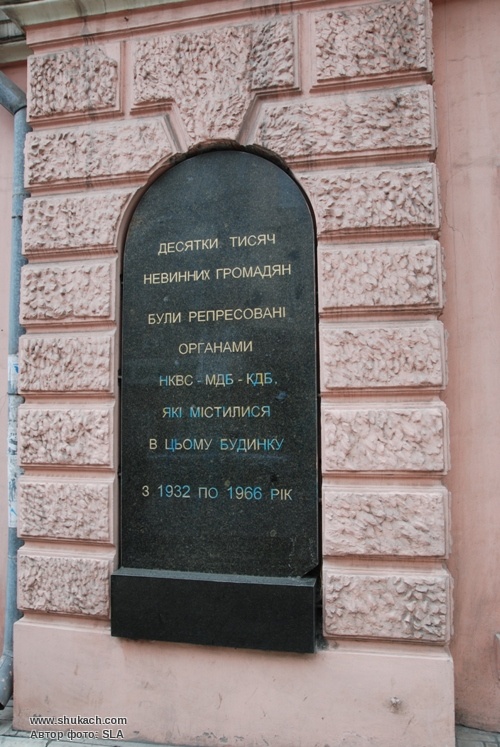 ДЕСЯТКИ ТИСЯЧ
НЕВИННИХ ГРОМАДЯН
БУЛИ РЕПРЕСОВАНІ
ОРГАНАМИ
НКВС - МДБ - КДБ,
ЯКІ МІСТИЛИСЯ
В ЦЬОМУ БУДИНКУ
З 1932 ПО 1966 РІК
www.shukach.com
Автор фото: SLA